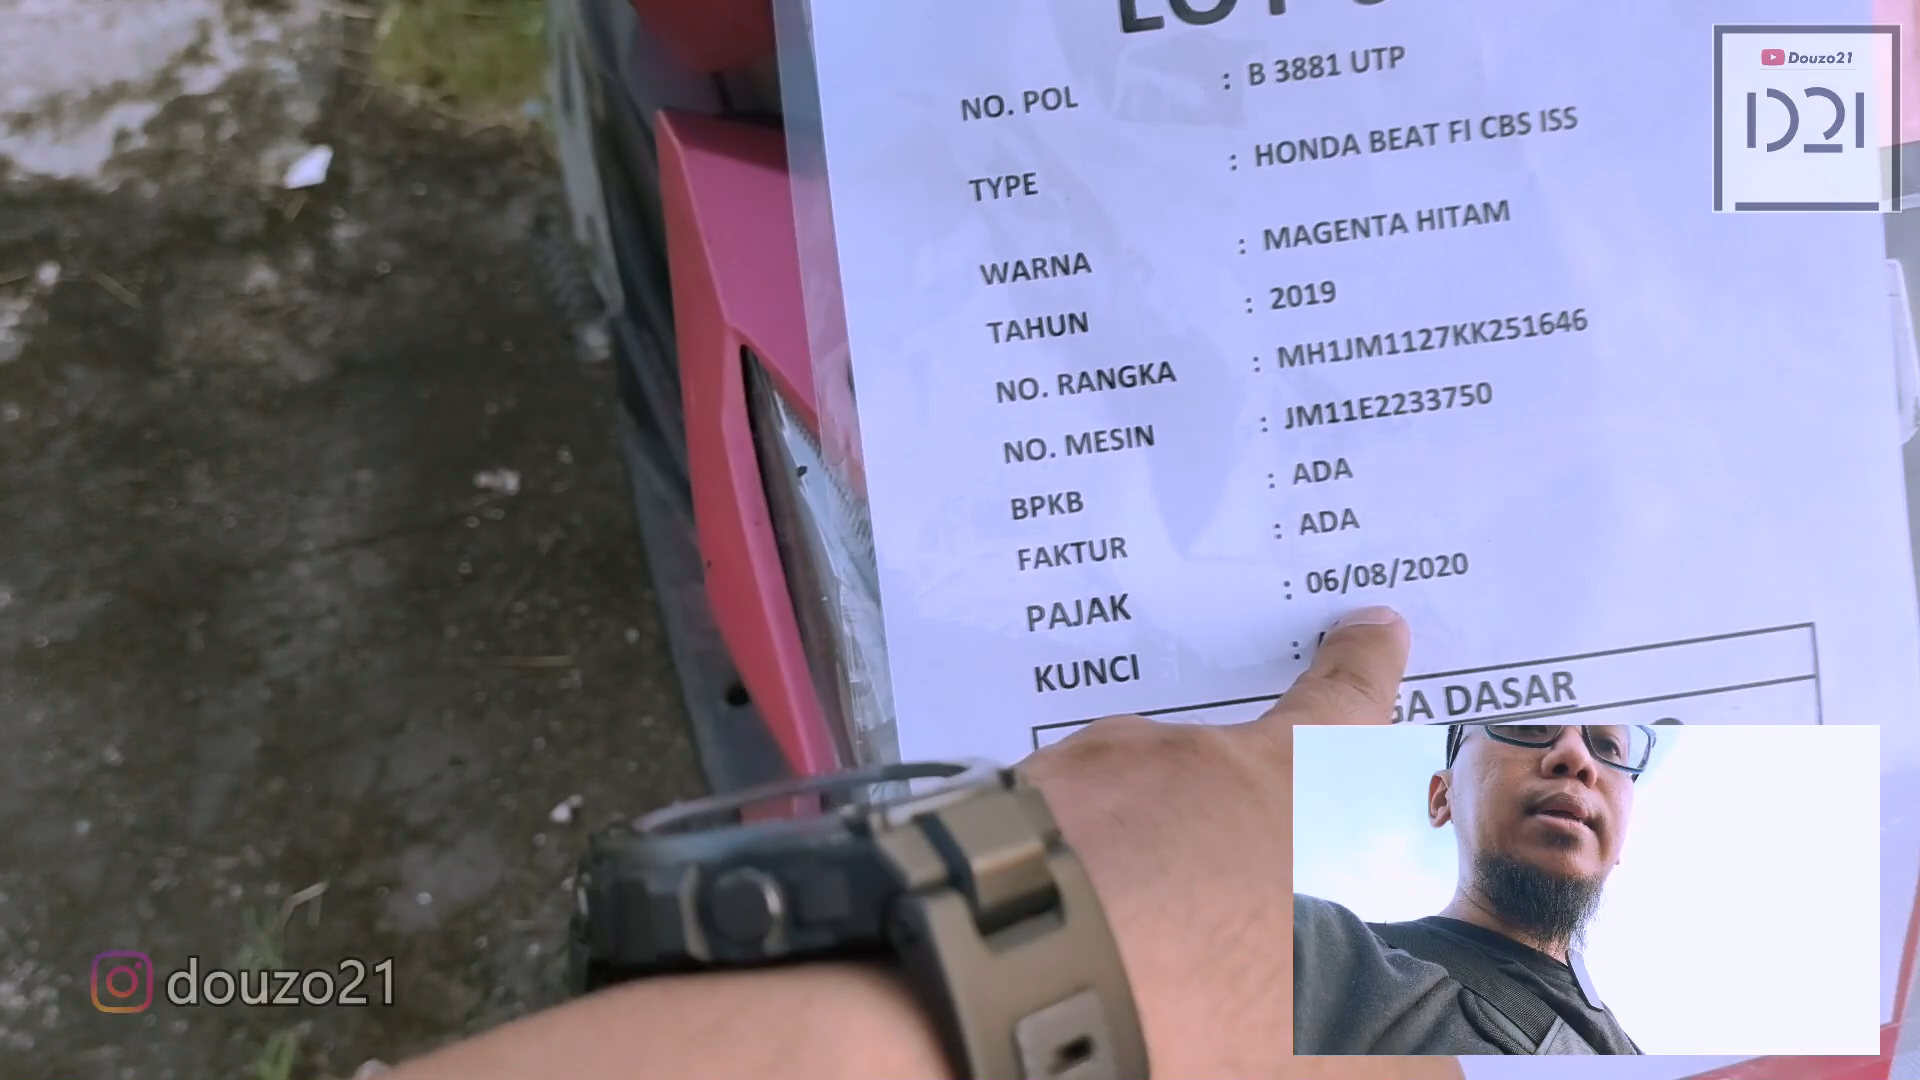 NO. POL : B 3881 UTP
TYPE : HONDA BEAT FI CBS ISS
WARNA : MAGENTA HITAM
TAHUN : 2019
NO. RANGKA : MH1JM1127KK251646
NO. MESIN : JM11E2233750
BPKB : ADA
FAKTUR : ADA
PAJAK : 06/08/2020
KUNCI :
DASAR
Douzo21
D21
douzo21